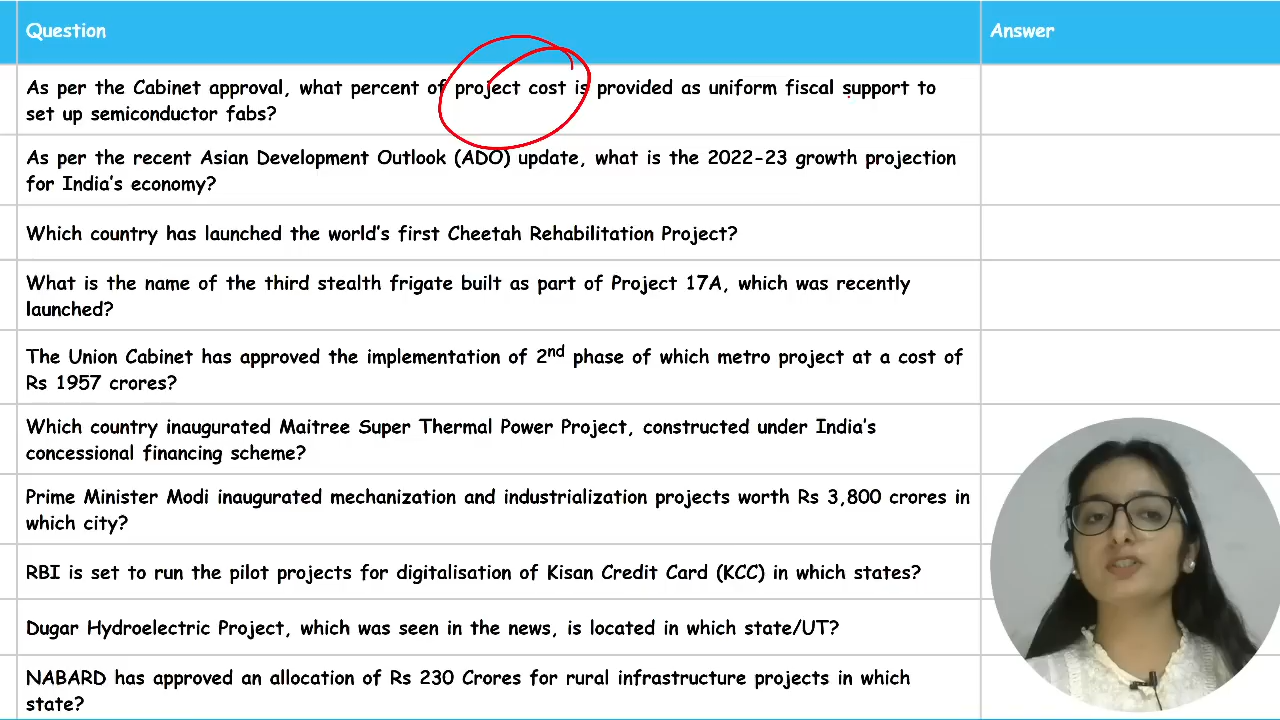 Question
Answer
As per the Cabinet approval, what percent of project cost is provided as uniform fiscal support to
set up semiconductor fabs?
As per the recent Asian Development Outlook (ADO) update, what is the 2022-23 growth projection
for India's economy?
Which country has launched the world's first Cheetah Rehabilitation Project?
What is the name of the third stealth frigate built as part of Project 17A, which was recently
launched?
The Union Cabinet has approved the implementation of 2nd phase of which metro project at a cost of
Rs 1957 crores?
Which country inaugurated Maitree Super Thermal Power Project, constructed under India's
concessional financing scheme?
Prime Minister Modi inaugurated mechanization and industrialization projects worth Rs 3,800 crores in
which city?
RBI is set to run the pilot projects for digitalisation of Kisan Credit Card (KCC) in which states?
Dugar Hydroelectric Project, which was seen in the news, is located in which state/UT?
NABARD has approved an allocation of Rs 230 Crores for rural infrastructure projects in which
state?